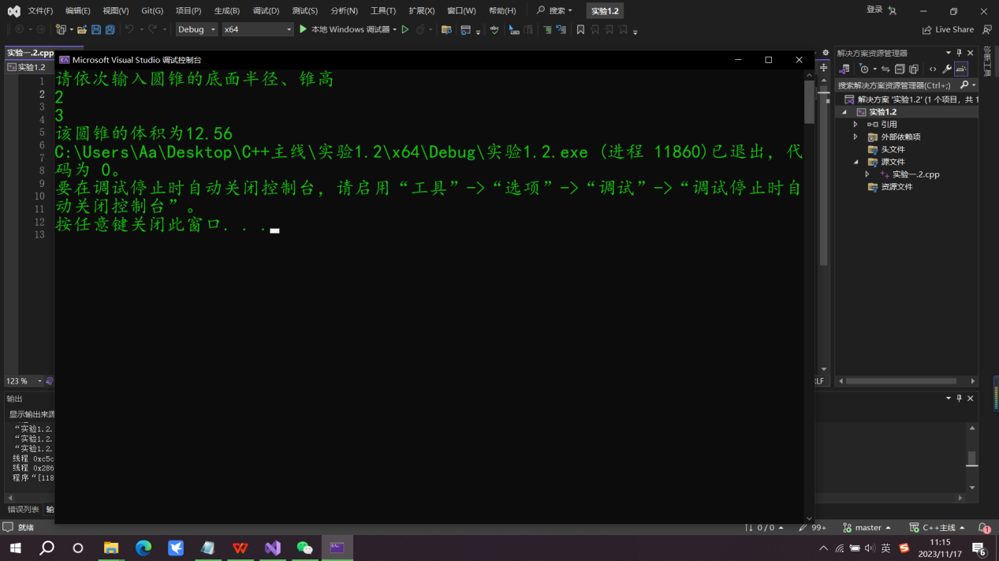 文件(F) 编辑(E) 视图(V) Git(G) 项目(P) 生成(B) 调试(D) 测试(S) 分析(N) 工具(T) 扩展(X) 窗口(W) 帮助(H) 搜索 实验1.2 登录
Debug x64 本地 Windows 调试器 Live Share
实验一.2.cpp
实验1.2
1
2
3
4
5
6
7
8
9
10
11
12
13
Microsoft Visual Studio 调试控制台
请依次输入圆锥的底面半径、锥高
2
3
该圆锥的体积为12.56
C:\Users\Aa\Desktop\C++主线\实验1.2\x64\Debug\实验1.2.exe (进程 11860)已退出，代
码为 0。
要在调试停止时自动关闭控制台，请启用“工具”->“选项”->“调试”->“调试停止时自
动关闭控制台”。
按任意键关闭此窗口. . .
解决方案资源管理器
搜索解决方案资源管理器(Ctrl+;)
解决方案 '实验1.2' (1 个项目，共 1
实验1.2
引用
外部依赖项
头文件
源文件
实验一.2.cpp
资源文件
123 %
输出
显示输出来源
“实验1.2.
“实验1.2.
“实验1.2.
线程 0xc5c
线程 0x286
程序“[118
错误列表
就绪 0 / 0 99+ master C++主线 1
英 11:15
2023/11/17 6